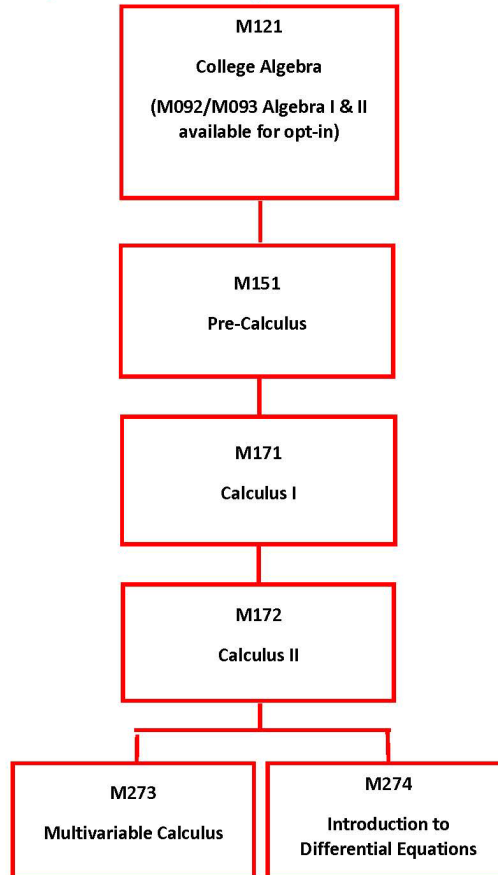 M121
College Algebra
(M092/M093 Algebra I & II
available for opt-in)
M151
Pre-Calculus
M171
Calculus I
M172
Calculus II
M273
Multivariable Calculus
M274
Introduction to
Differential Equations